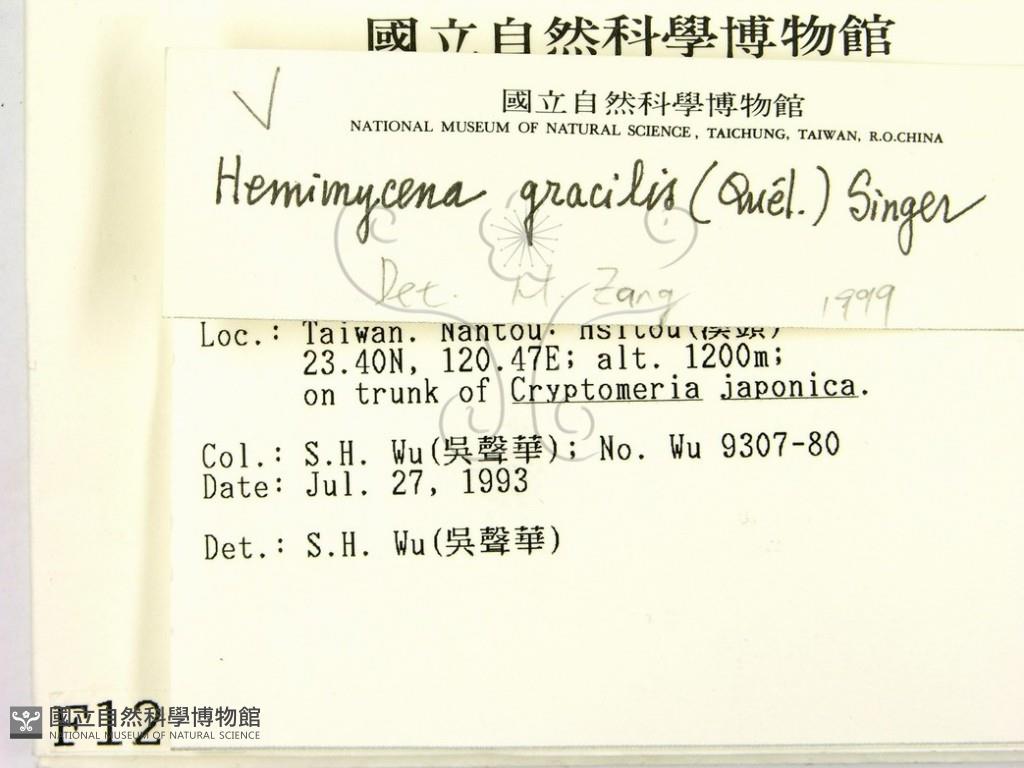 國立自然科學博物館
國立自然科學博物館
NATIONAL MUSEUM OF NATURAL SCIENCE, TAICHUNG, TAIWAN, R.O.CHINA
Hemimycena gracilis (Quél.) Singer
Det. M. Zang 1999
Loc.: Taiwan. Nantou: Hsitou(溪頭)
23.40N, 120.47E; alt. 1200m;
on trunk of Cryptomeria japonica.
Col.: S.H. Wu(吳聲華); No. Wu 9307-80
Date: Jul. 27, 1993
Det.: S.H. Wu(吳聲華)
F12
國立自然科學博物館
NATIONAL MUSEUM OF NATURAL SCIENCE